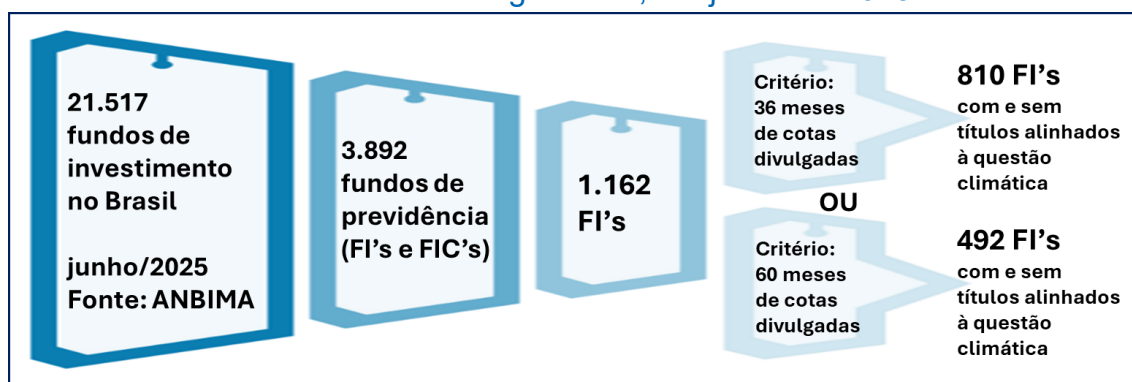 21.517
fundos de
investimento
no Brasil
junho/2025
Fonte: ANBIMA
3.892
fundos de
previdência
(FI's e FIC's)
1.162
FI's
Critério:
36 meses
de cotas
divulgadas
810 FI's
com e sem
títulos alinhados
à questão
climática
OU
Critério:
60 meses
de cotas
divulgadas
492 FI's
com e sem
títulos alinhados
à questão
climática